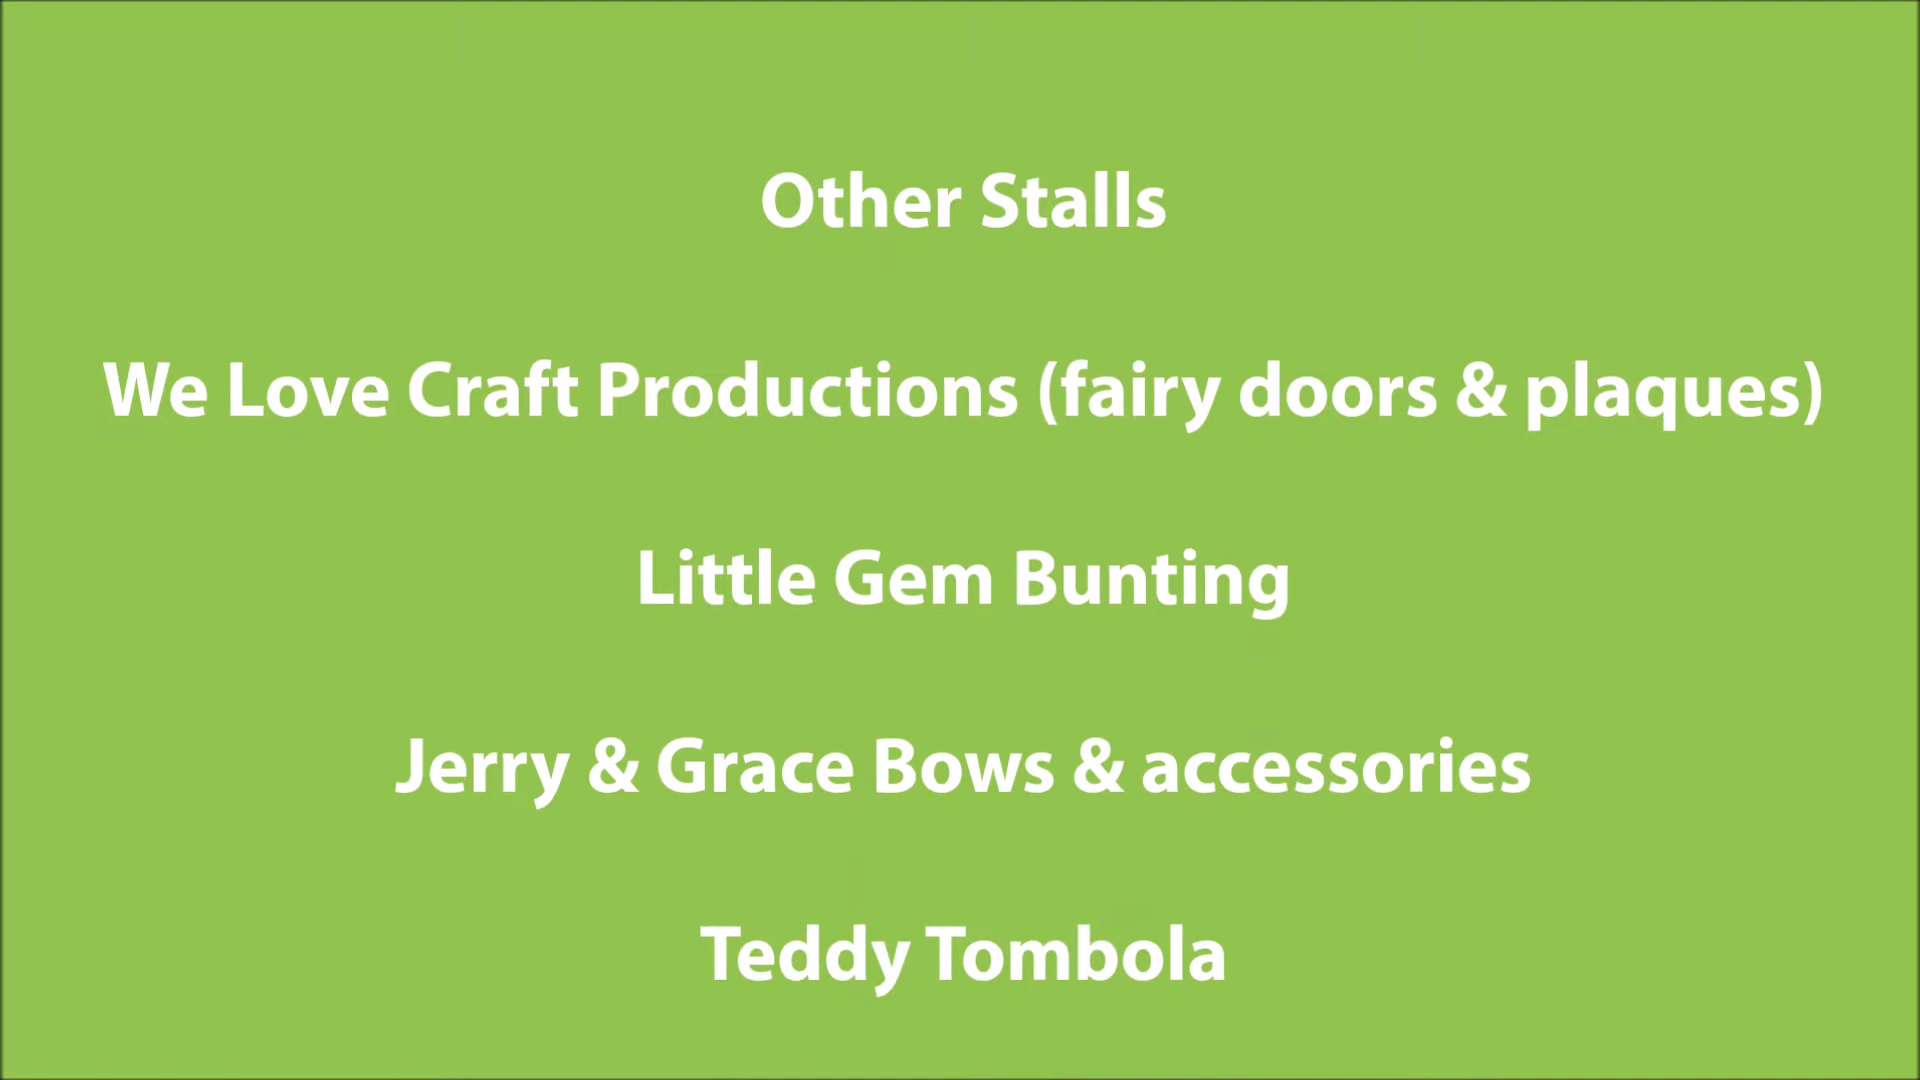 Other Stalls
We Love Craft Productions (fairy doors & plaques)
Little Gem Bunting
Jerry & Grace Bows & accessories
Teddy Tombola